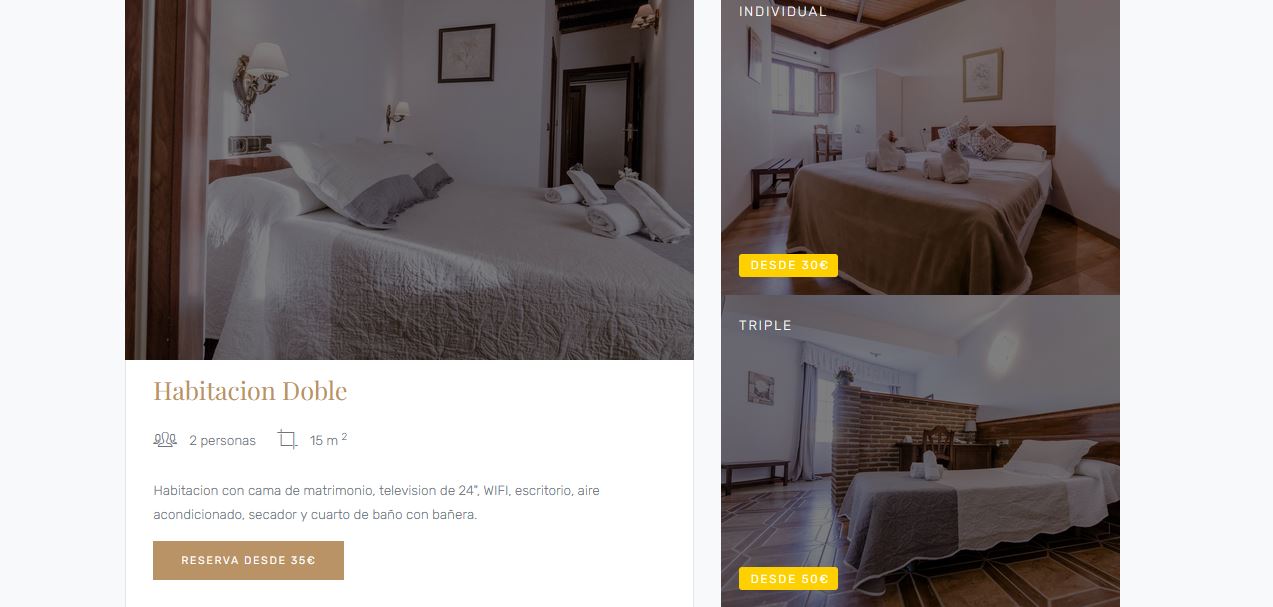 Habitacion Doble
2 personas 15 m 2
Habitacion con cama de matrimonio, television de 24", WIFI, escritorio, aire
acondicionado, secador y cuarto de baño con bañera.
RESERVA DESDE 35€
INDIVIDUAL
DESDE 30€
TRIPLE
DESDE 50€